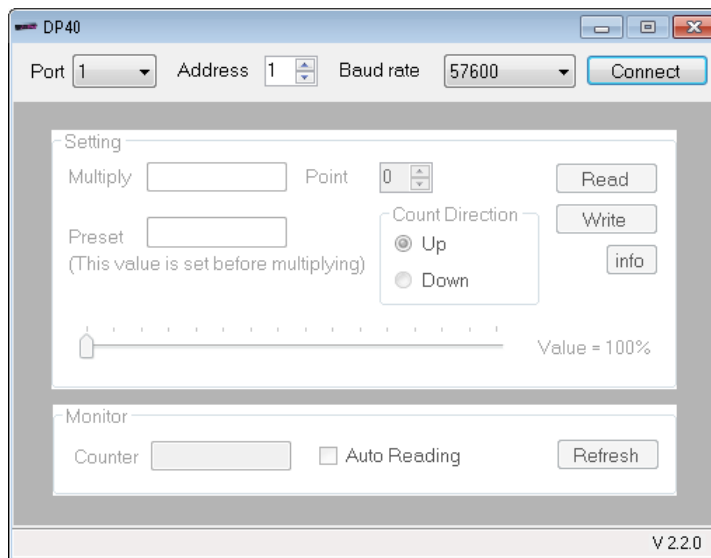 DP40
Port 1 Address 1 Baud rate 57600 Connect
Setting
Multiply Point 0 Read
Count Direction Write
Preset Up info
(This value is set before multiplying)
Down
Value = 100%
Monitor
Counter Auto Reading Refresh
V 2.2.0